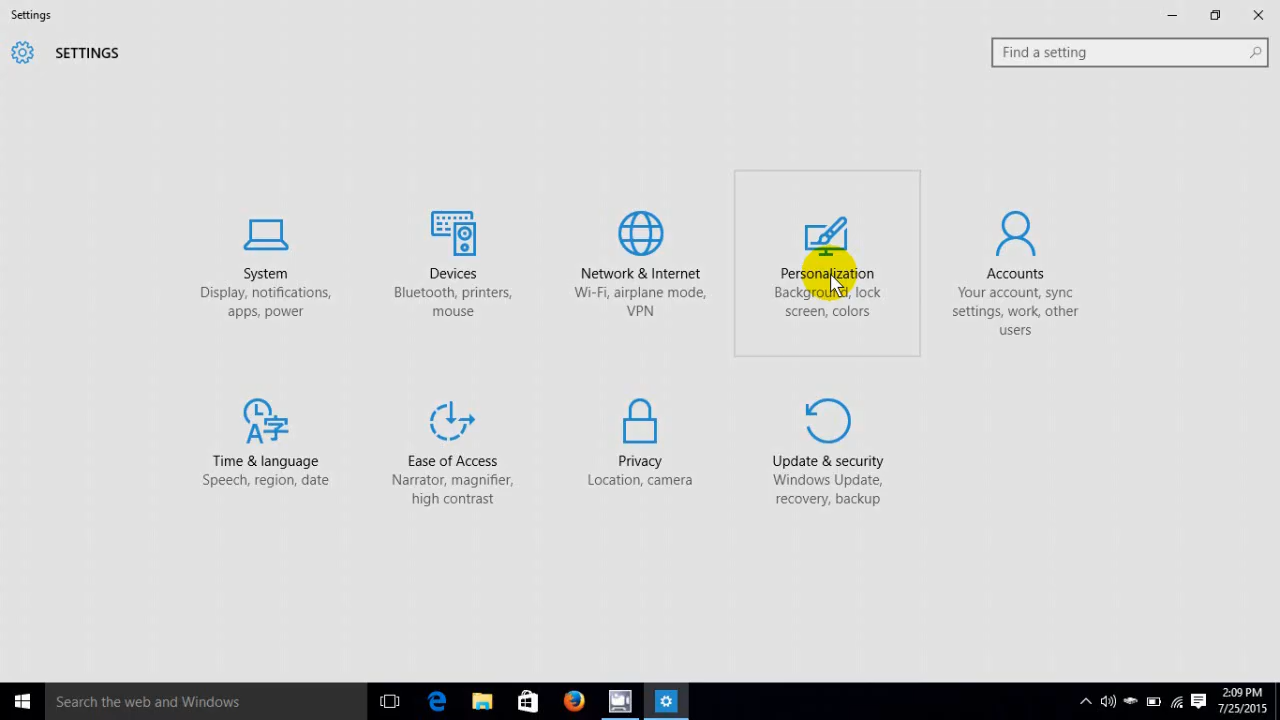 Settings
SETTINGS
Find a setting
System
Display, notifications,
apps, power
Devices
Bluetooth, printers,
mouse
Network & Internet
Wi-Fi, airplane mode,
VPN
Personalization
Background, lock
screen, colors
Accounts
Your account, sync
settings, work, other
users
Time & language
Speech, region, date
Ease of Access
Narrator, magnifier,
high contrast
Privacy
Location, camera
Update & security
Windows Update,
recovery, backup
Search the web and Windows
2:09 PM
7/25/2015